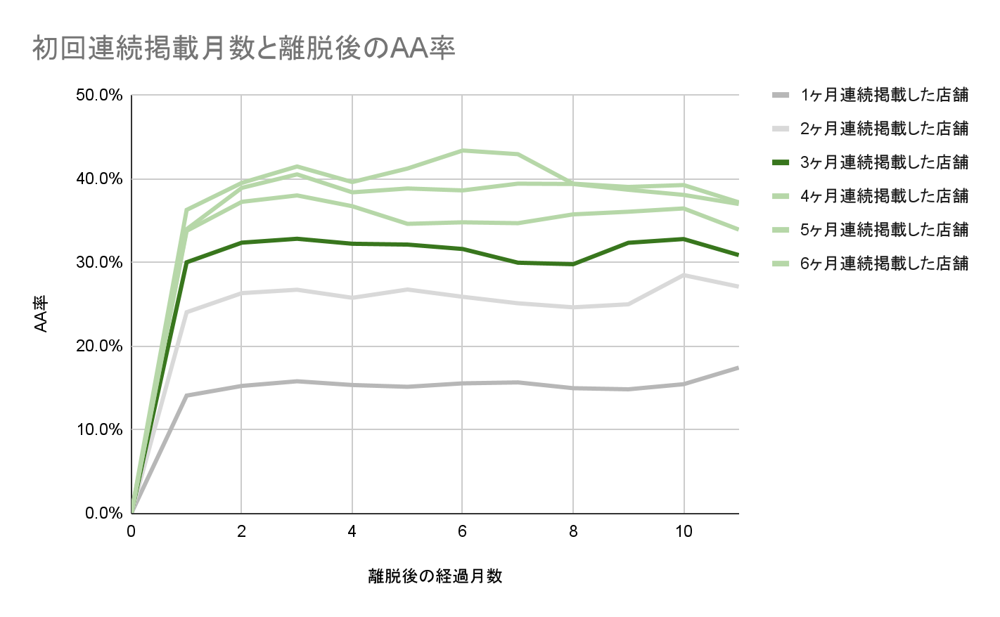 初回連続掲載月数と離脱後のAA率
50.0%
40.0%
30.0%
20.0%
10.0%
0.0%
AA率
0 2 4 6 8 10
離脱後の経過月数
1ヶ月連続掲載した店舗
2ヶ月連続掲載した店舗
3ヶ月連続掲載した店舗
4ヶ月連続掲載した店舗
5ヶ月連続掲載した店舗
6ヶ月連続掲載した店舗